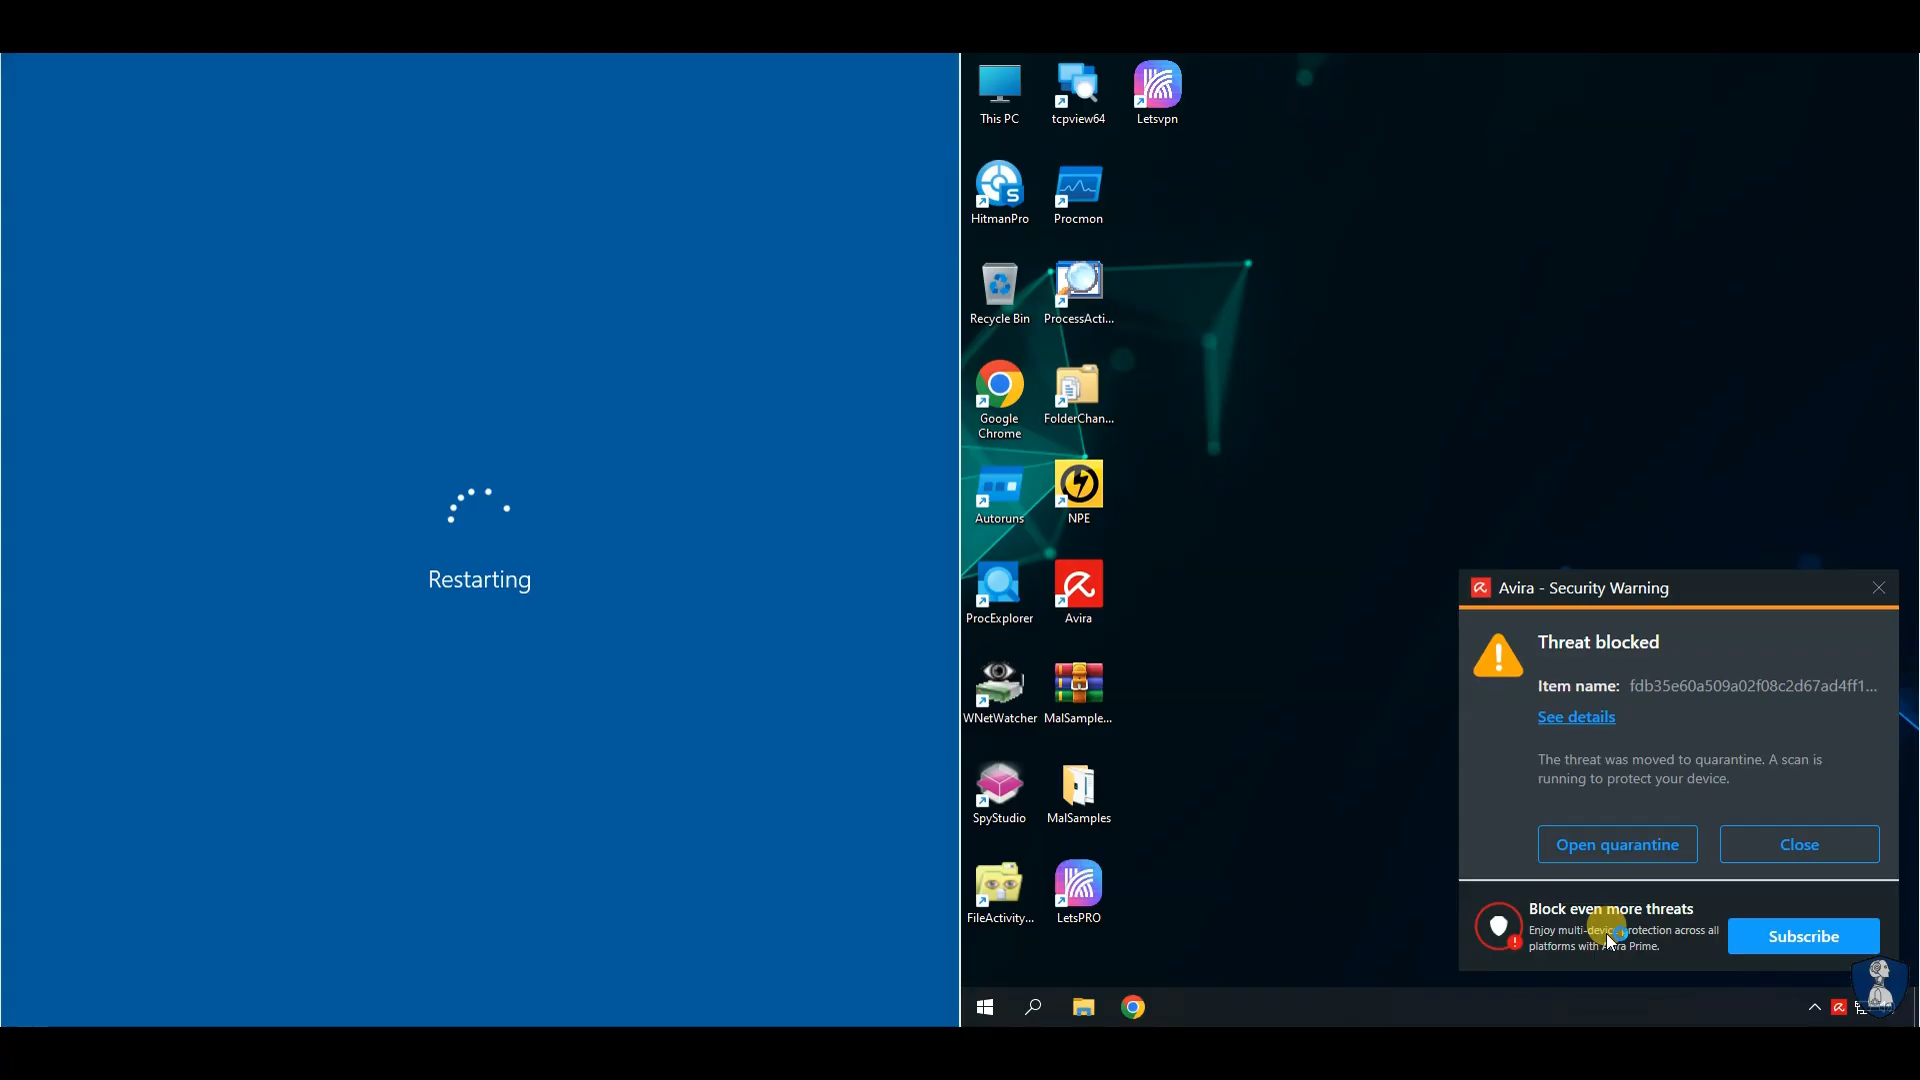 Restarting
This PC
tcpview64
Letsvpn
HitmanPro
Procmon
Recycle Bin
ProcessActi...
Google
Chrome
FolderChan...
Autoruns
NPE
ProcExplorer
Avira
WNetWatcher
MalSample...
SpyStudio
MalSamples
FileActivity...
LetsPRO
Avira - Security Warning
Threat blocked
Item name: fdb35e60a509a02f08c2d67ad4ff1...
See details
The threat was moved to quarantine. A scan is
running to protect your device.
Open quarantine
Close
Block even more threats
Enjoy multi-device protection across all
platforms with Avira Prime.
Subscribe